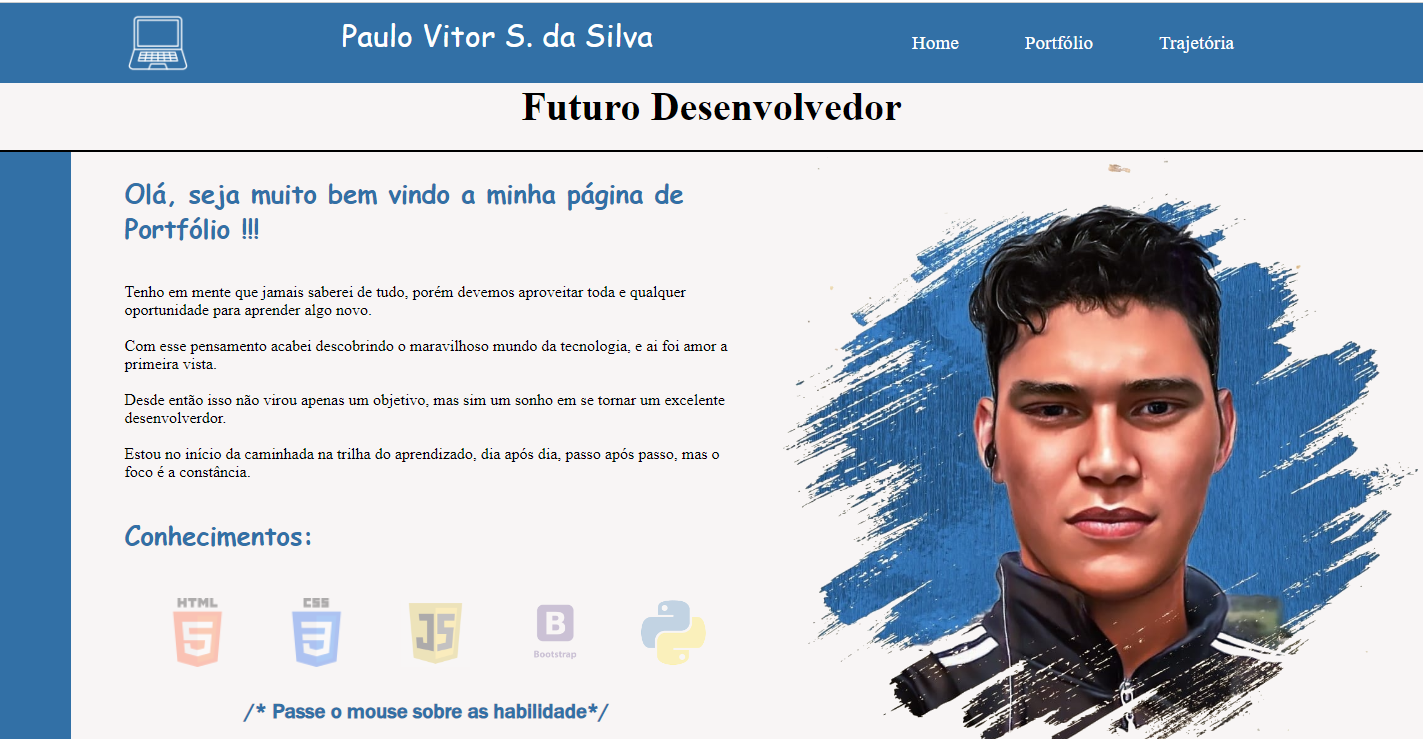 Paulo Vitor S. da Silva
Home
Portfólio
Trajetória
Futuro Desenvolvedor
Olá, seja muito bem vindo a minha página de
Portfólio !!!
Tenho em mente que jamais saberei de tudo, porém devemos aproveitar toda e qualquer
oportunidade para aprender algo novo.
Com esse pensamento acabei descobrindo o maravilhoso mundo da tecnologia, e ai foi amor a
primeira vista.
Desde então isso não virou apenas um objetivo, mas sim um sonho em se tornar um excelente
desenvolverdor.
Estou no início da caminhada na trilha do aprendizado, dia após dia, passo após passo, mas o
foco é a constância.
Conhecimentos:
HTML
5
CSS
3
JS
B
Bootstrap
/* Passe o mouse sobre as habilidade*/